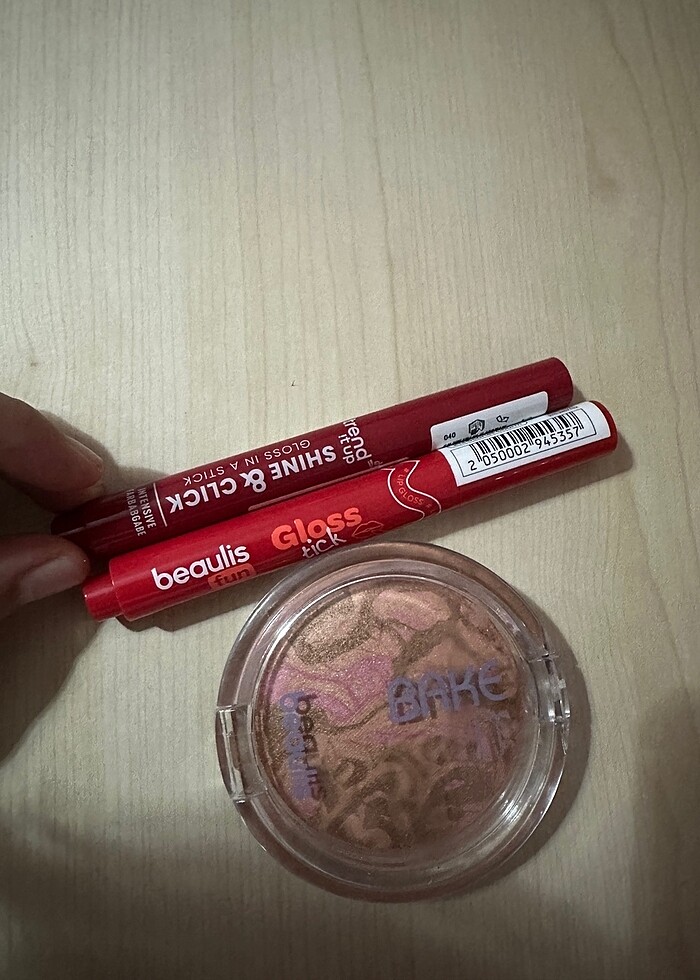 trend
it up
SHINE & CLICK
GLOSS IN A STICK
INTENSIVE
FARBABGABE
040
2 050002 945357
LIP GLOSS
Gloss
tick
beaulis
fun
BAKE
beaulis